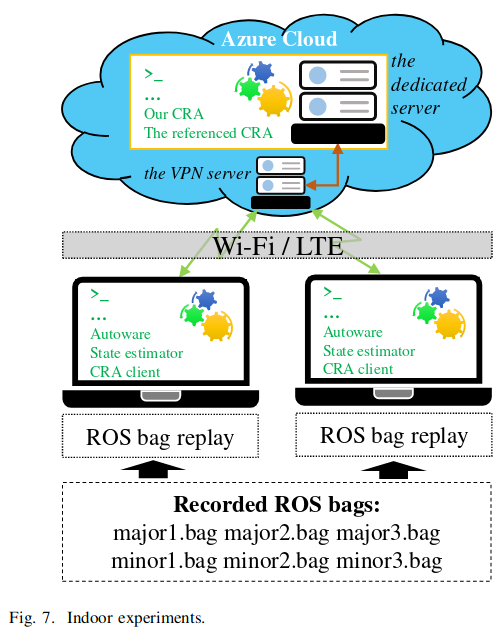 Azure Cloud
the
dedicated
server
>_
...
Our CRA
The referenced CRA
the VPN server
Wi-Fi / LTE
>_
...
Autoware
State estimator
CRA client
>_
...
Autoware
State estimator
CRA client
ROS bag replay
ROS bag replay
Recorded ROS bags:
major1.bag major2.bag major3.bag
minor1.bag minor2.bag minor3.bag
Fig. 7. Indoor experiments.